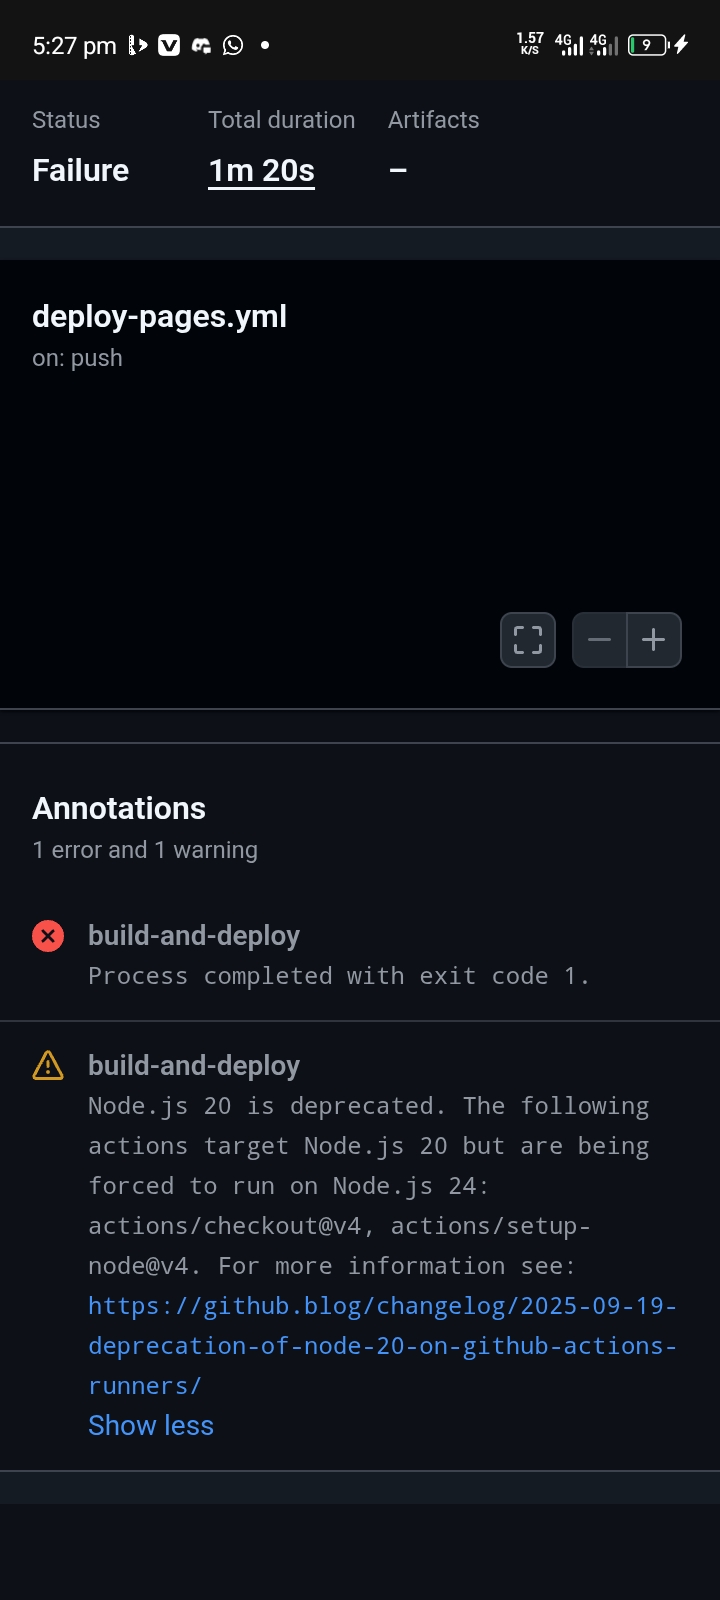 5:27 pm 1.57 K/S 4G 4G 9
Status Total duration Artifacts
Failure 1m 20s –
deploy-pages.yml
on: push
Annotations
1 error and 1 warning
build-and-deploy
Process completed with exit code 1.
build-and-deploy
Node.js 20 is deprecated. The following
actions target Node.js 20 but are being
forced to run on Node.js 24:
actions/checkout@v4, actions/setup-
node@v4. For more information see:
https://github.blog/changelog/2025-09-19-
deprecation-of-node-20-on-github-actions-
runners/
Show less